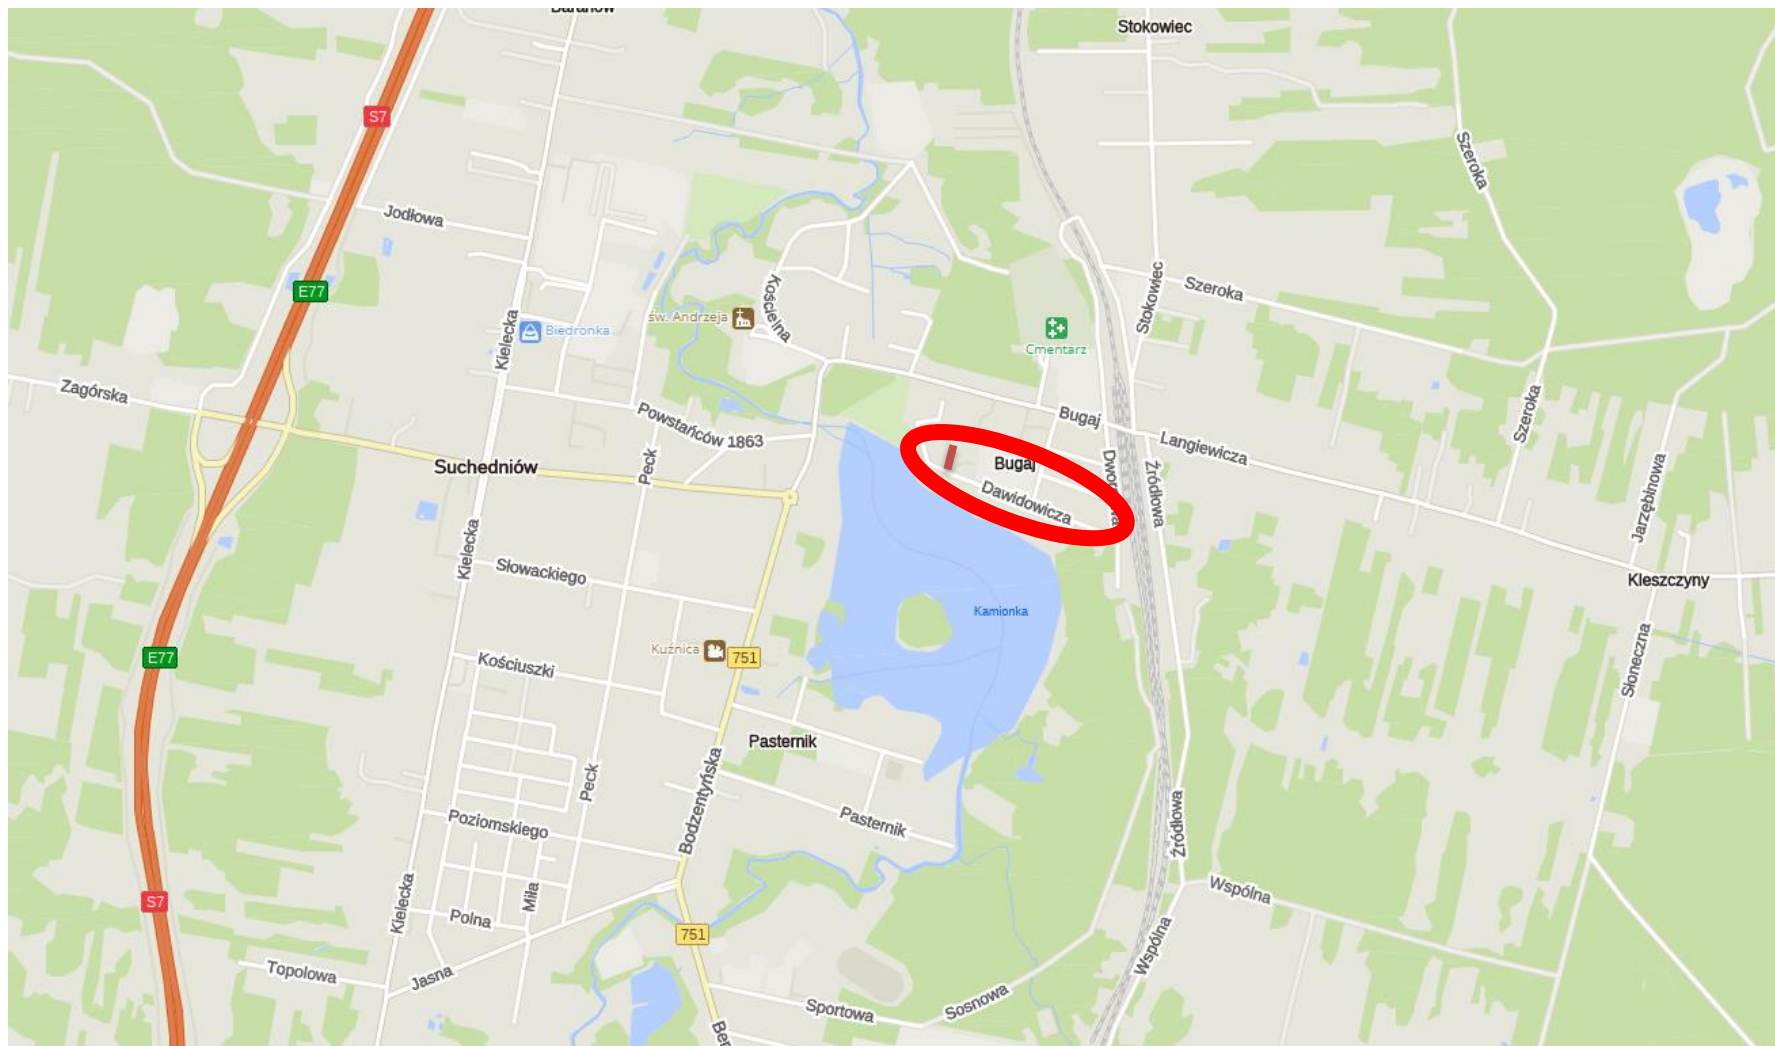 Baranów
Stokowiec
S7
Szeroka
Jodłowa
E77
Kielecka
Biedronka
św. Andrzeja
Kościelna
Stokowiec
Szeroka
Cmentarz
Zagórska
Powstańców 1863
Bugaj
Langiewicza
Szeroka
Suchedniów
Peck
Bugaj
Dawidowicza
Źródłowa
Jarzębinowa
Kielecka
Słowackiego
Kleszczyny
Kamionka
E77
Kuźnica
751
Kościuszki
Słoneczna
Pasternik
Peck
Bodzentyńska
Poziomskiego
Pasternik
Źródłowa
S7
Kielecka
Polna
Miła
751
Wspólna
Wspólna
Topolowa
Jasna
Sportowa
Sosnowa
Ber